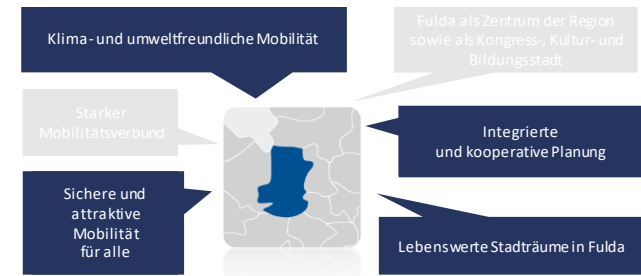 Klima- und umweltfreundliche Mobilität
Fulda als Zentrum der Region
sowie als Kongress-, Kultur- und
Bildungsstadt
Starker
Mobilitätsverbund
Integrierte
und kooperative Planung
Sichere und
attraktive
Mobilität
für alle
Lebenswerte Stadträume in Fulda